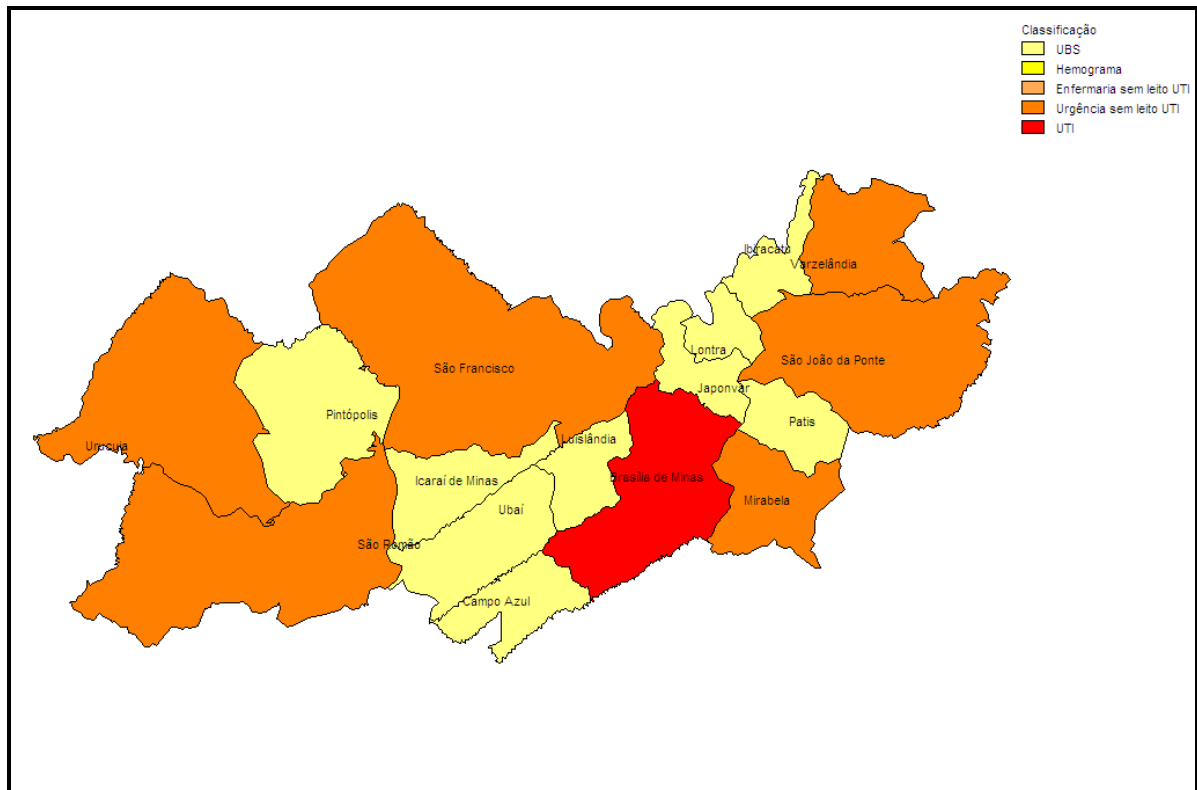 Classificação
UBS
Hemograma
Enfermaria sem leito UTI
Urgência sem leito UTI
UTI
Ibiracatu
Varzelândia
Lontra
São João da Ponte
São Francisco
Japonvar
Pintópolis
Patis
Urucuia
Luislândia
Icaraí de Minas
Brasília de Minas
Mirabela
Ubaí
São Romão
Campo Azul